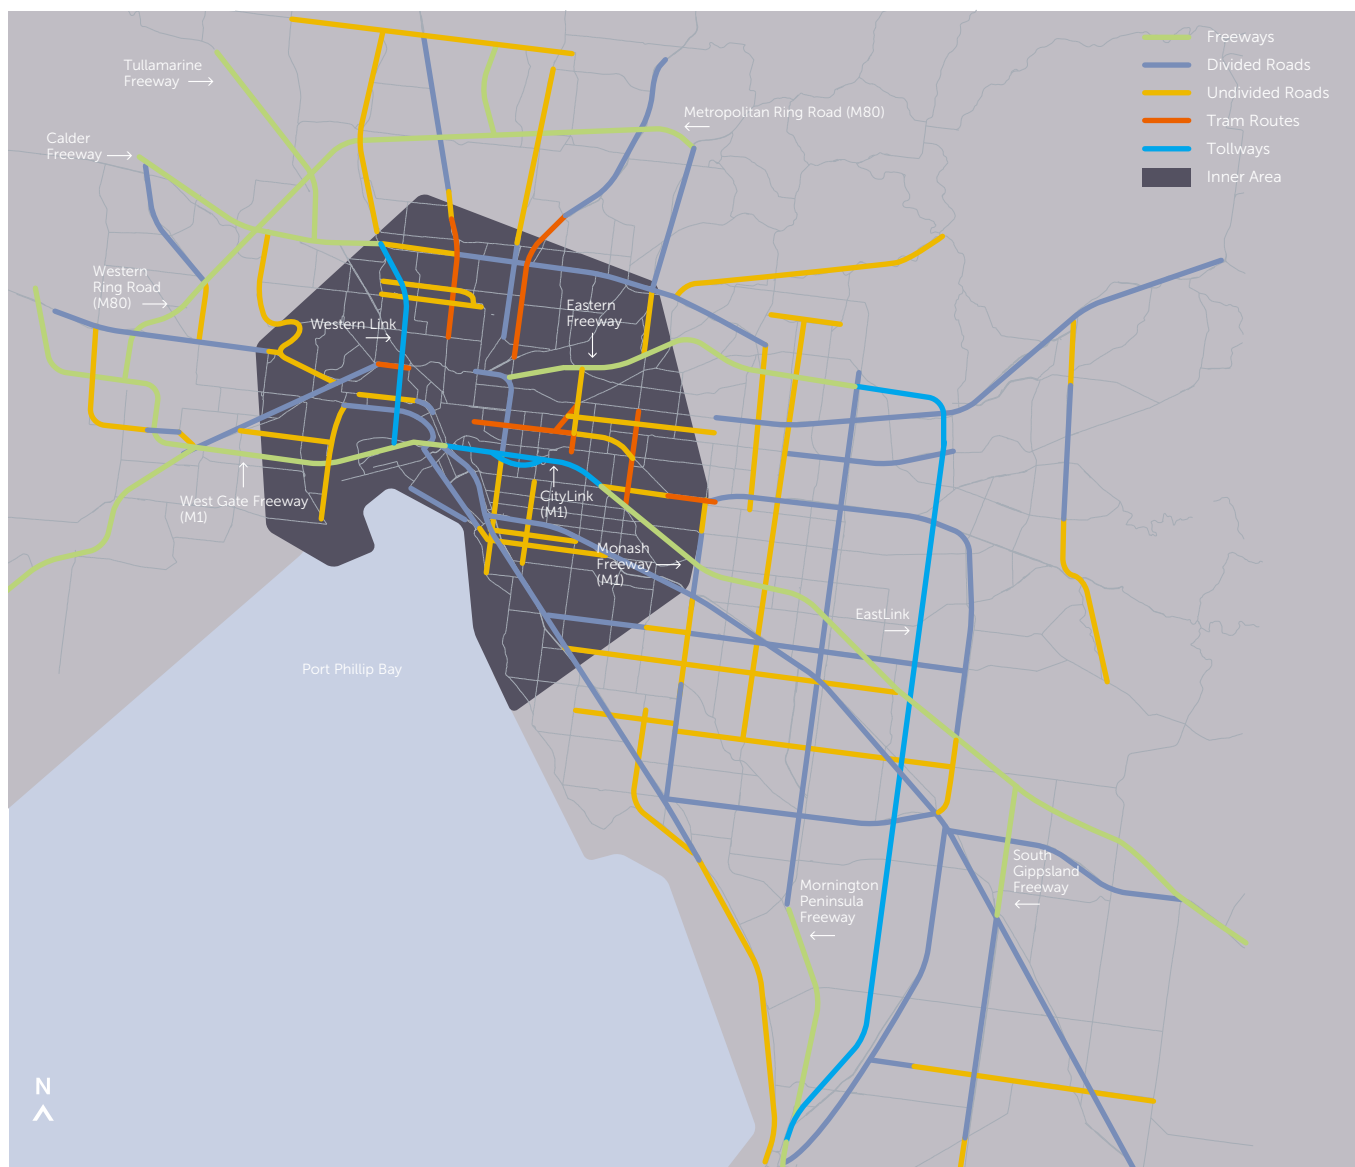 Tullamarine
Freeway
Calder
Freeway
Metropolitan Ring Road (M80)
Freeways
Divided Roads
Undivided Roads
Tram Routes
Tollways
Inner Area
Western
Ring Road
(M80)
Western Link
Eastern
Freeway
West Gate Freeway
(M1)
CityLink
(M1)
Monash
Freeway
(M1)
EastLink
Port Phillip Bay
South
Gippsland
Freeway
Mornington
Peninsula
Freeway
N